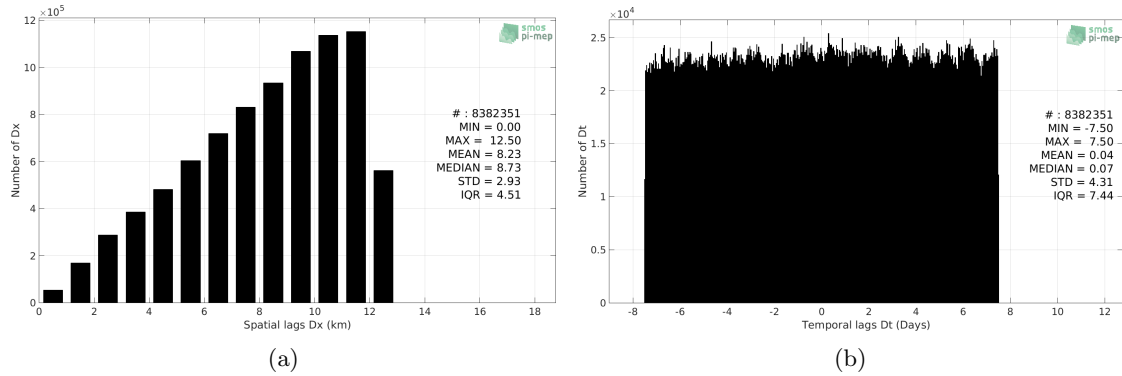 ×10^5
12
10
8
6
4
2
0
Number of Dx
smos
pi-mep
# : 8382351
MIN = 0.00
MAX = 12.50
MEAN = 8.23
MEDIAN = 8.73
STD = 2.93
IQR = 4.51
0 2 4 6 8 10 12 14 16 18
Spatial lags Dx (km)
(a)
×10^4
2.5
2
1.5
1
0.5
0
Number of Dt
smos
pi-mep
# : 8382351
MIN = -7.50
MAX = 7.50
MEAN = 0.04
MEDIAN = 0.07
STD = 4.31
IQR = 7.44
-8 -6 -4 -2 0 2 4 6 8 10 12
Temporal lags Dt (Days)
(b)